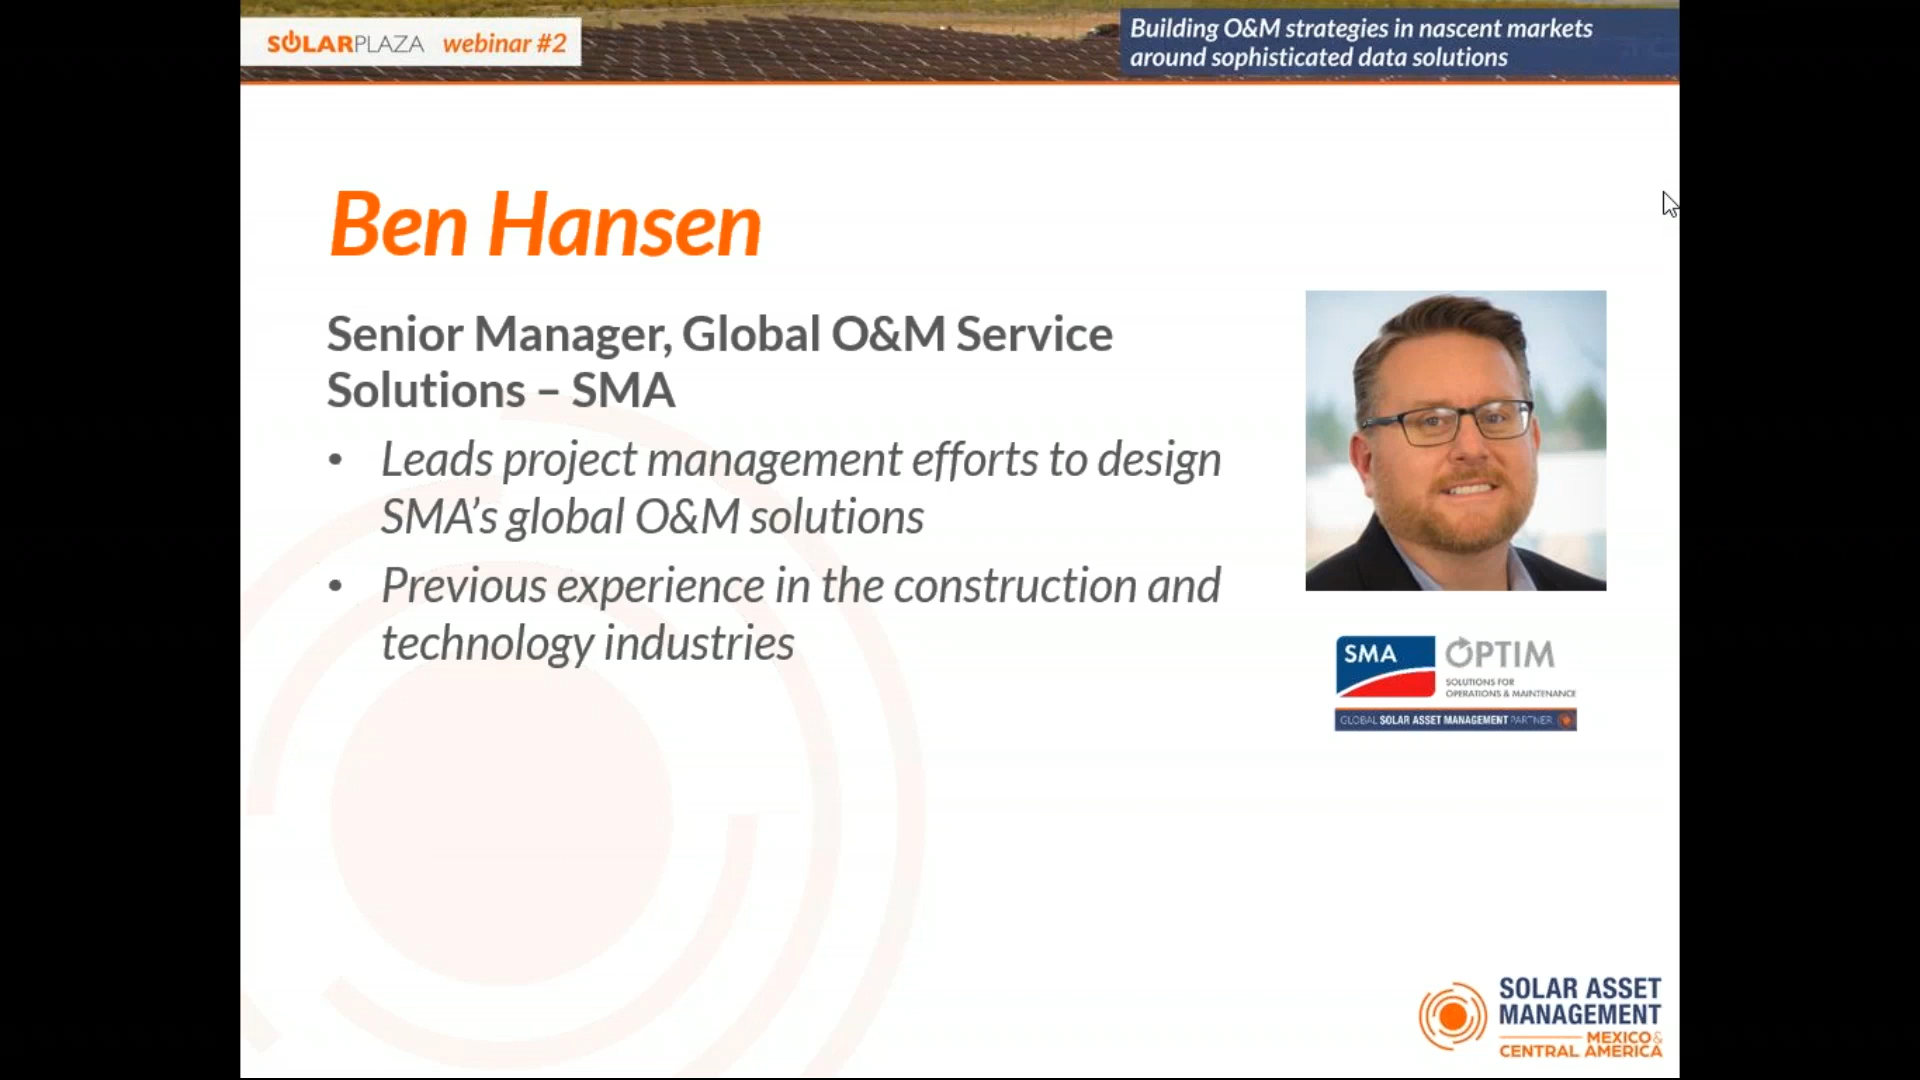 SOLARPLAZA webinar #2
Building O&M strategies in nascent markets
around sophisticated data solutions
Ben Hansen
Senior Manager, Global O&M Service
Solutions – SMA
• Leads project management efforts to design
SMA's global O&M solutions
• Previous experience in the construction and
technology industries
SMA OPTIM
SOLUTIONS FOR
OPERATIONS & MAINTENANCE
GLOBAL SOLAR ASSET MANAGEMENT PARTNER
SOLAR ASSET
MANAGEMENT
MEXICO &
CENTRAL AMERICA